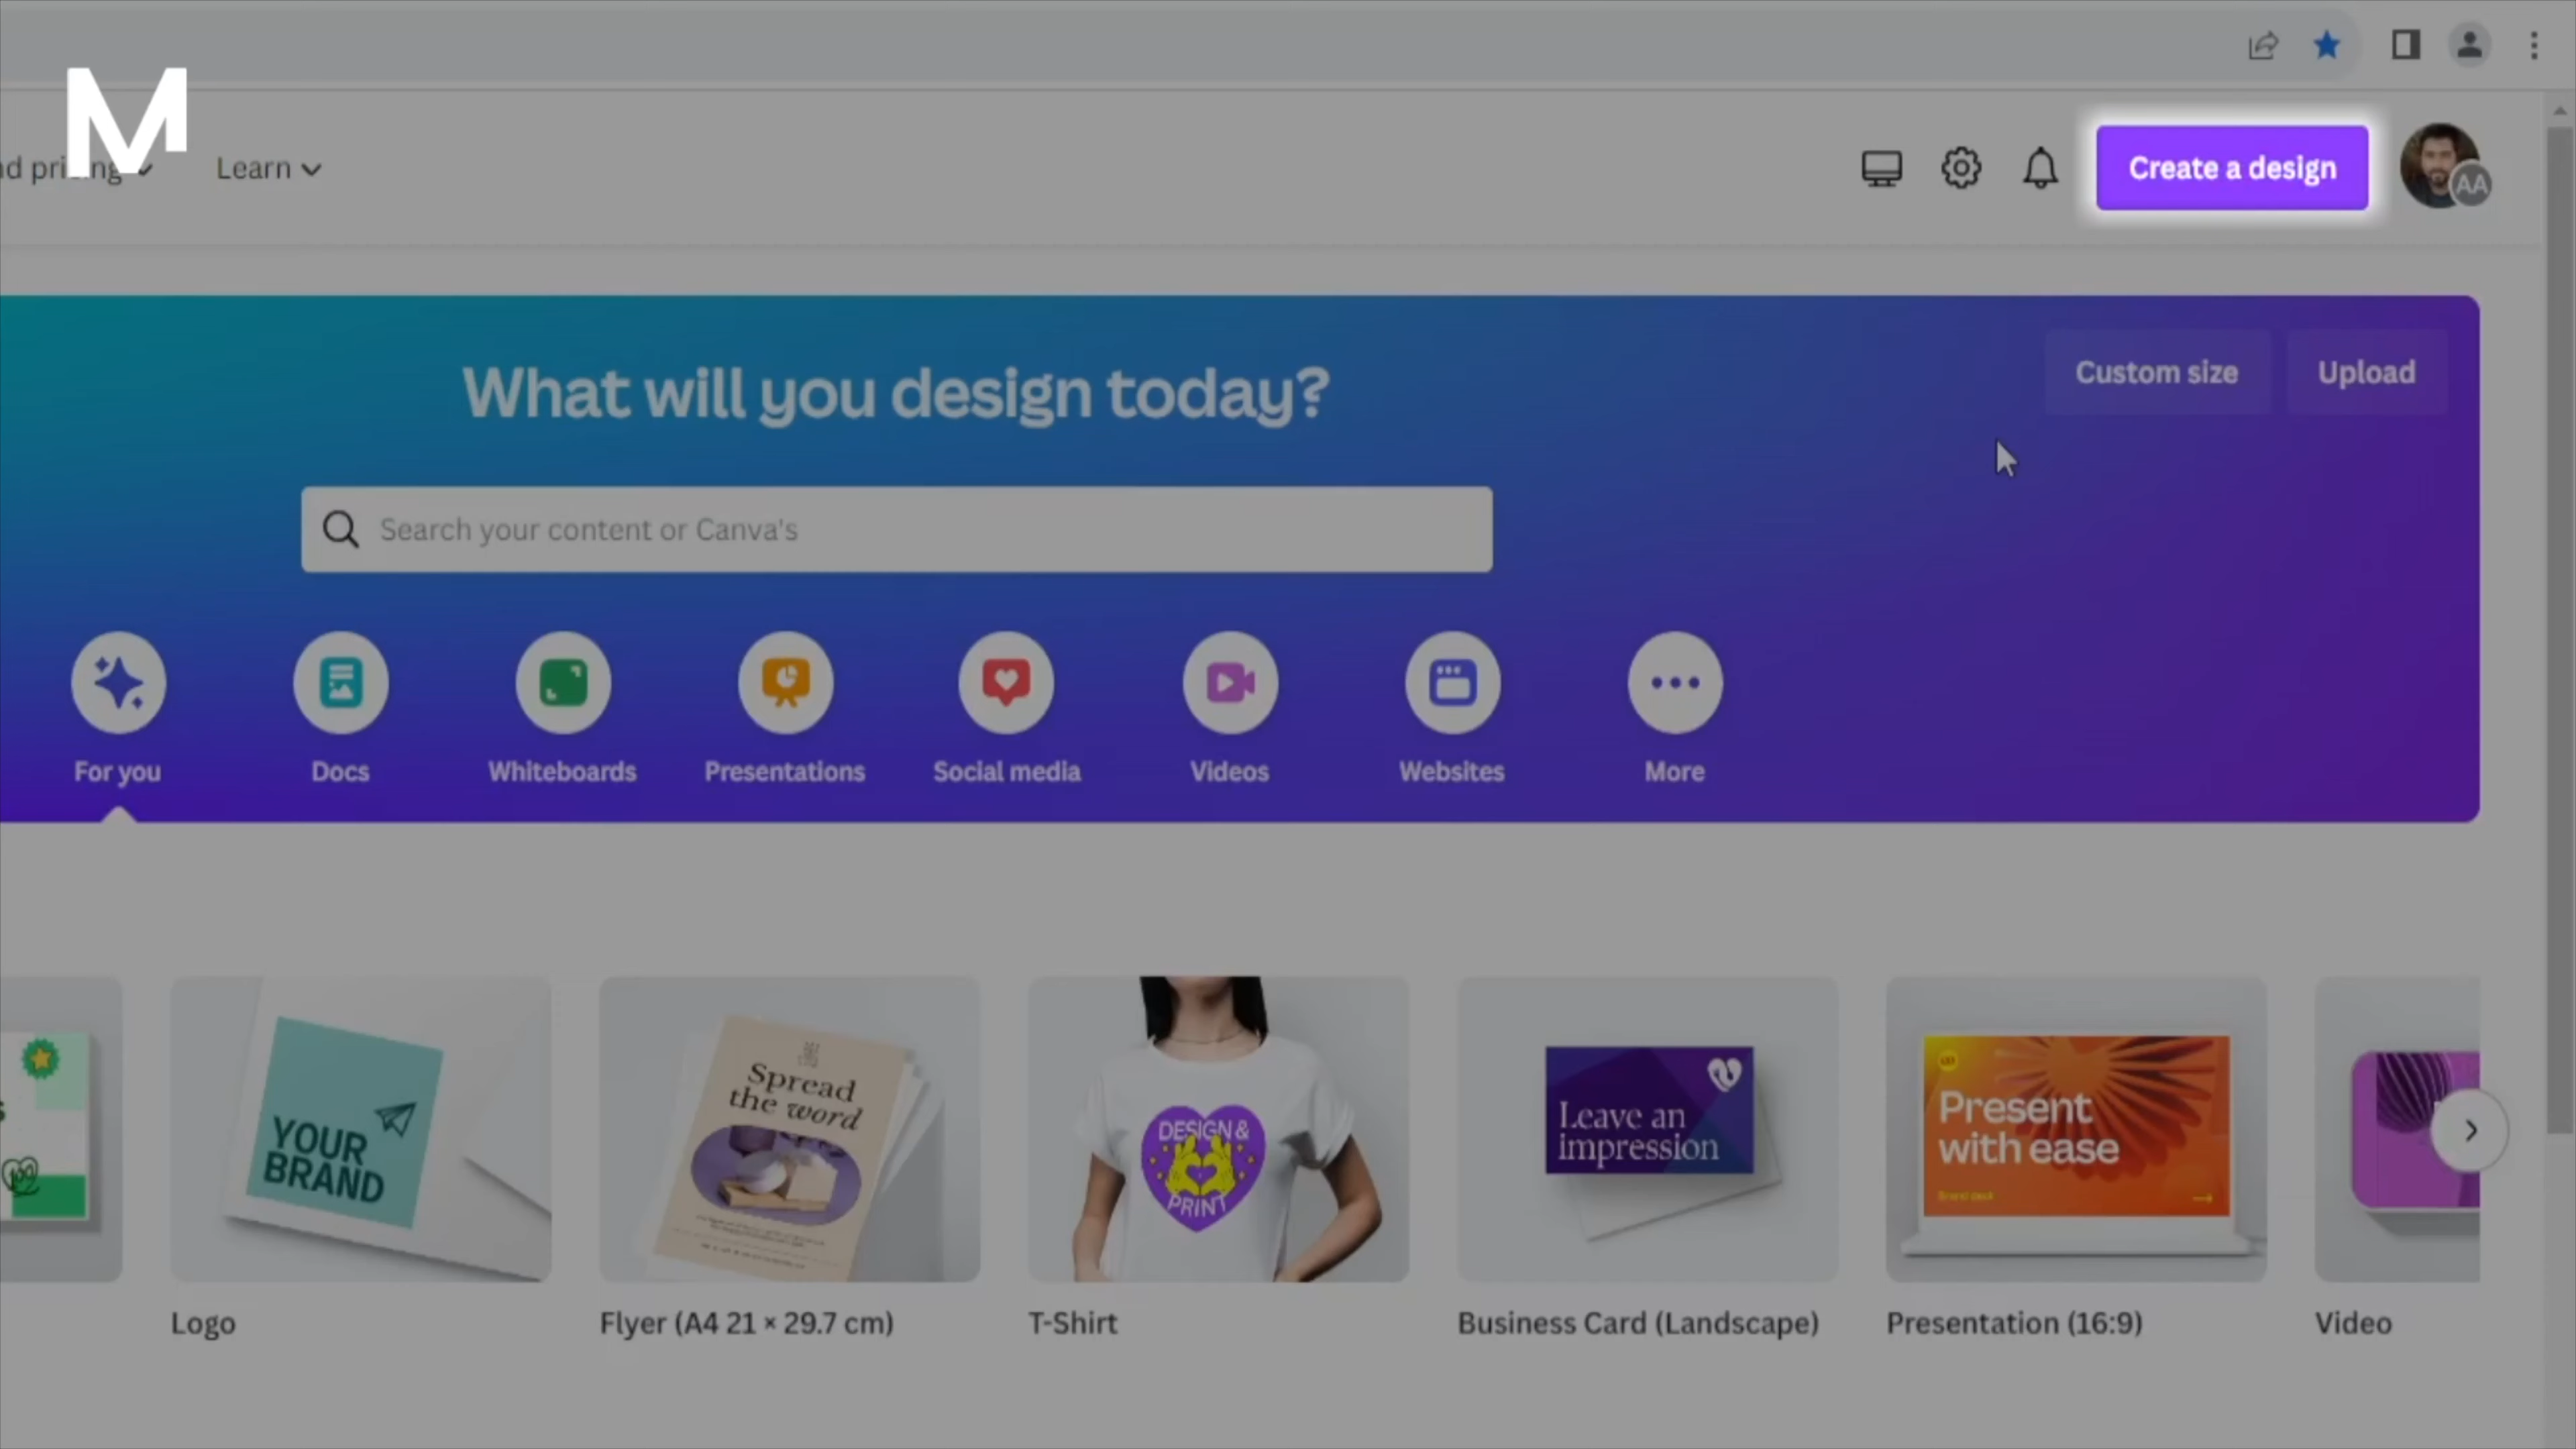 M
Learn
Create a design
AA
What will you design today?
Custom size
Upload
Search your content or Canva's
For you
Docs
Whiteboards
Presentations
Social media
Videos
Websites
More
YOUR
BRAND
Spread
the word
DESIGN &
PRINT
Leave an
impression
Present
with ease
Brand deck
Logo
Flyer (A4 21 × 29.7 cm)
T-Shirt
Business Card (Landscape)
Presentation (16:9)
Video